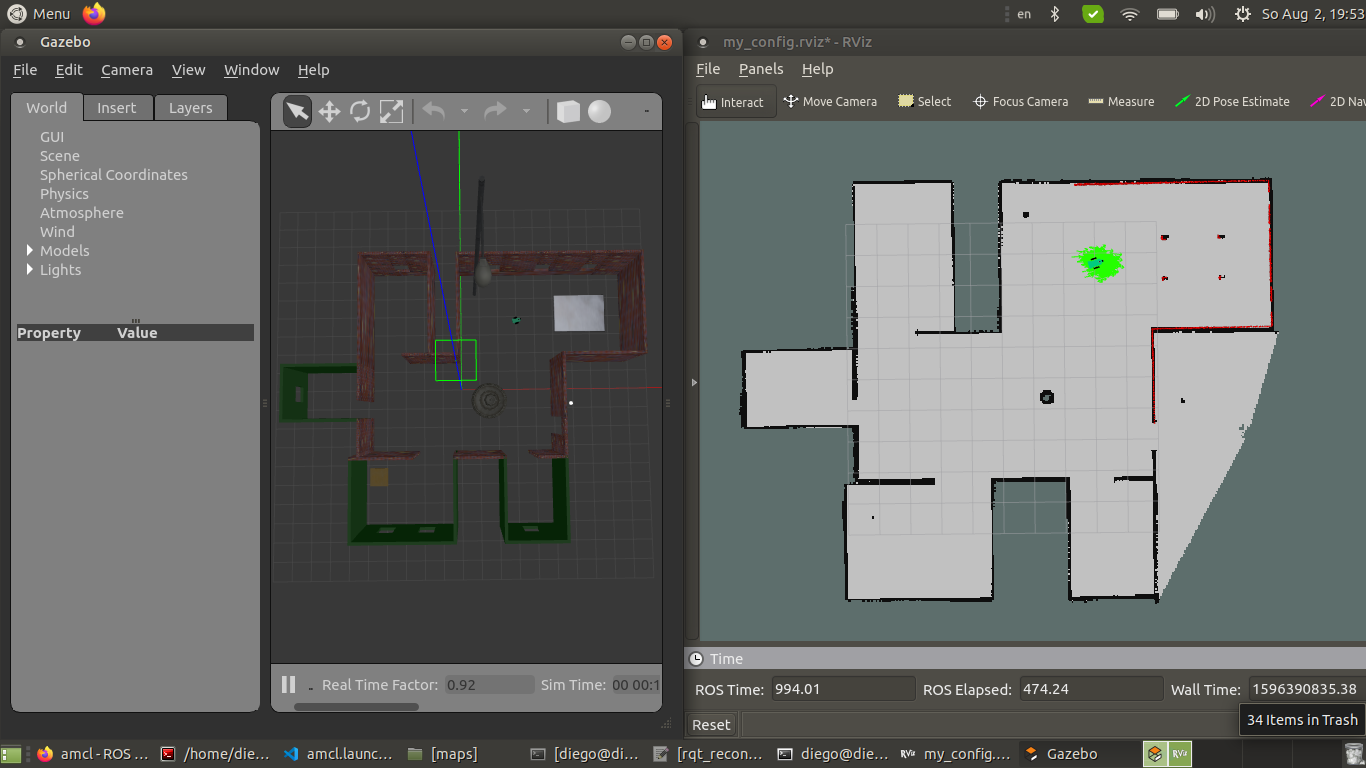 Menu
en
So Aug 2, 19:53
Gazebo
my_config.rviz* - RViz
File Edit Camera View Window Help
File Panels Help
World Insert Layers
Interact Move Camera Select Focus Camera Measure 2D Pose Estimate 2D Nav
GUI
Scene
Spherical Coordinates
Physics
Atmosphere
Wind
Models
Lights
Property Value
Real Time Factor: 0.92 Sim Time: 00 00:1
Time
ROS Time: 994.01 ROS Elapsed: 474.24 Wall Time: 1596390835.38
Reset
34 Items in Trash
amcl - ROS ... /home/die... amcl.launc... [maps] [diego@di... [rqt_recon... diego@die... RViz my_config.... Gazebo RViz